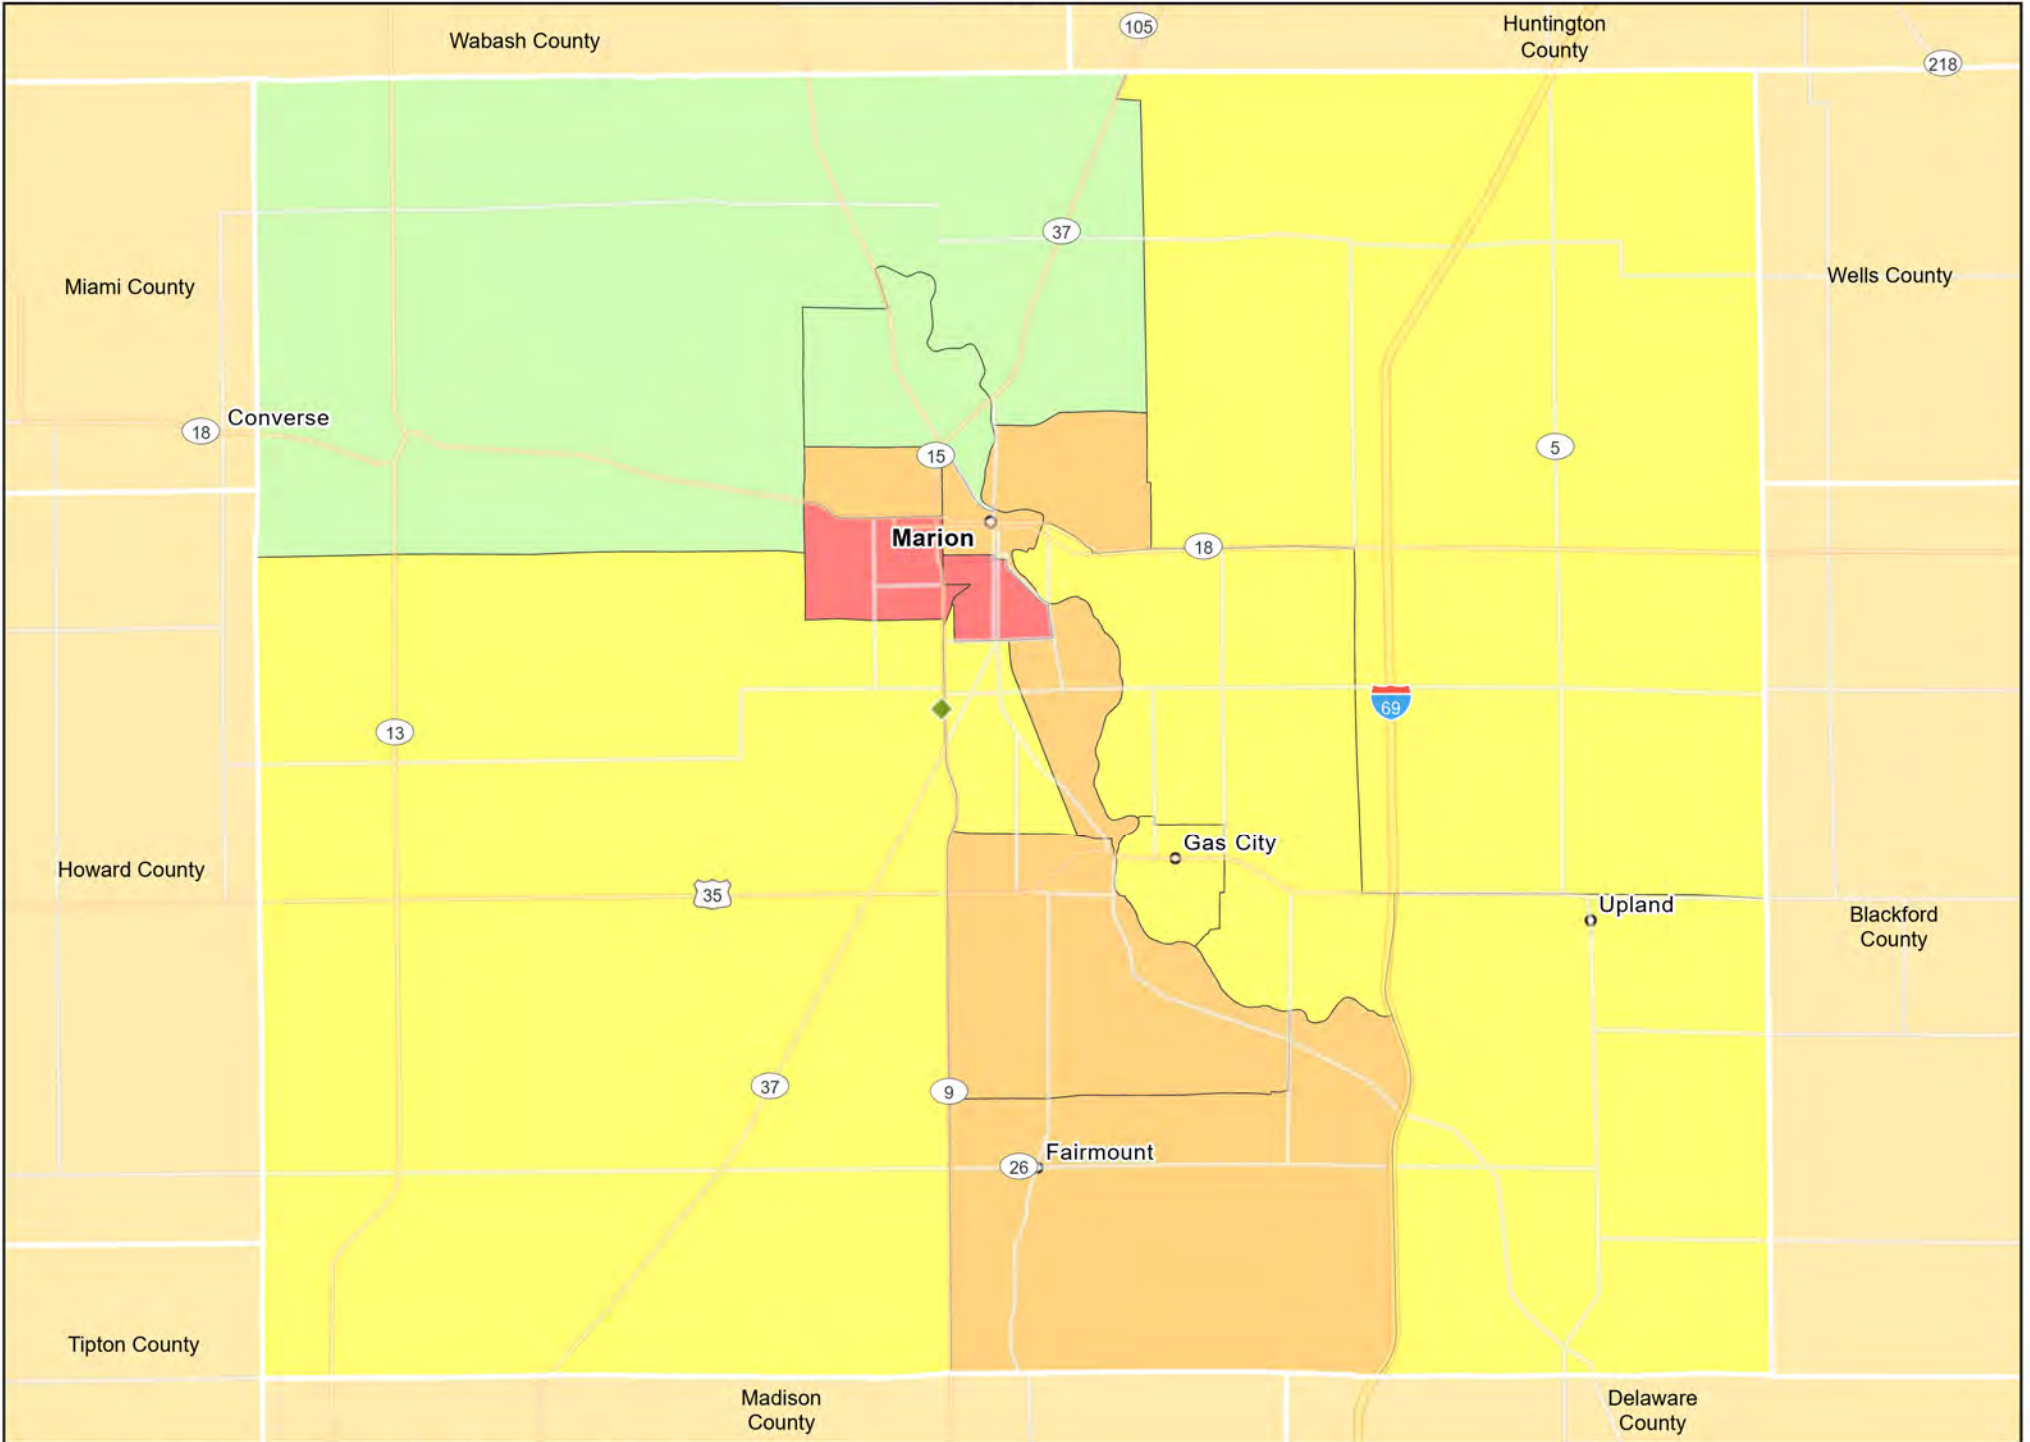 Wabash County
105
Huntington
County
218
37
Miami County
Wells County
Converse
18
15
5
Marion
18
13
69
Gas City
Howard County
35
Upland
Blackford
County
37
9
Fairmount
26
Tipton County
Madison
County
Delaware
County